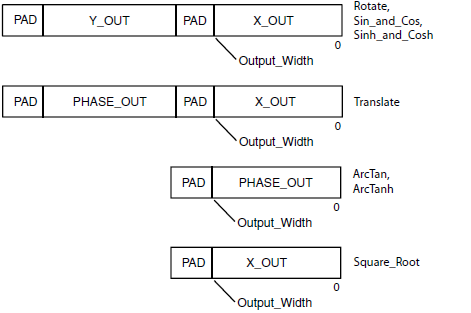 PAD Y_OUT PAD X_OUT Rotate,
Sin_and_Cos,
Sinh_and_Cosh
0
Output_Width
PAD PHASE_OUT PAD X_OUT Translate
0
Output_Width
PAD PHASE_OUT ArcTan,
ArcTanh
0
Output_Width
PAD X_OUT Square_Root
0
Output_Width